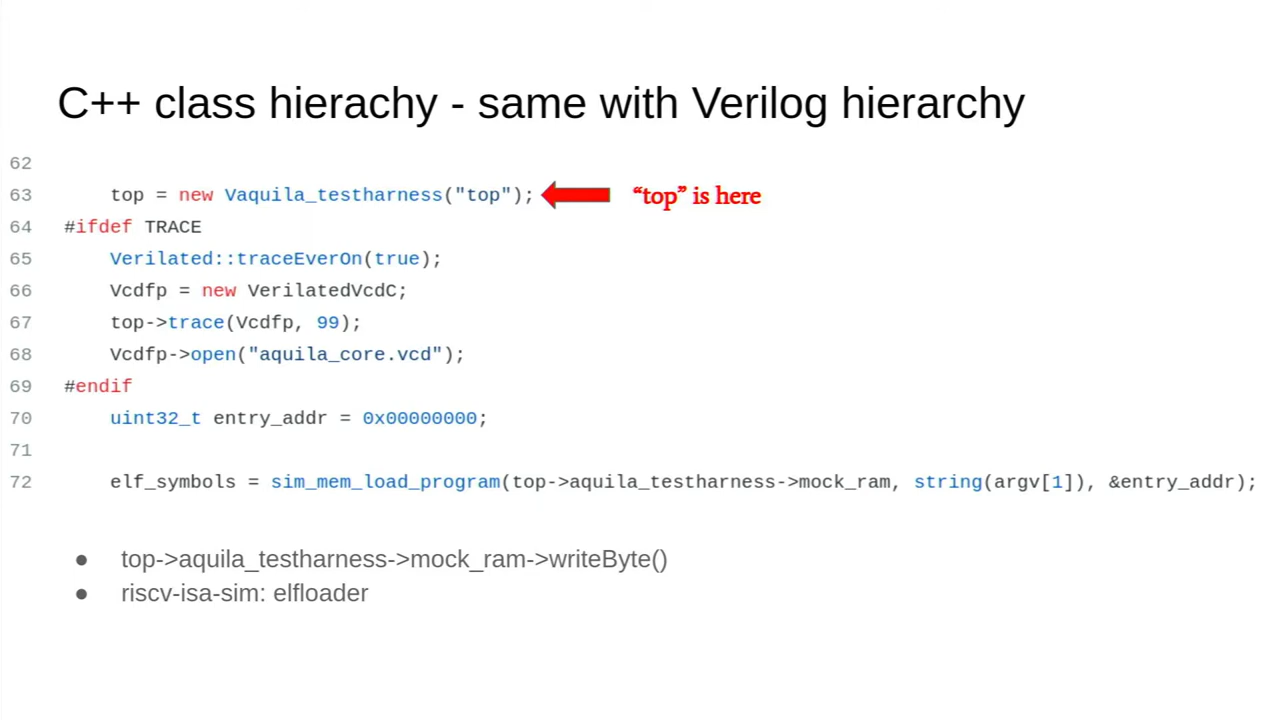 C++ class hierachy - same with Verilog hierarchy
62
63 top = new Vaquila_testharness("top"); “top” is here
64 #ifdef TRACE
65 Verilated::traceEverOn(true);
66 Vcdfp = new VerilatedVcdC;
67 top->trace(Vcdfp, 99);
68 Vcdfp->open("aquila_core.vcd");
69 #endif
70 uint32_t entry_addr = 0x00000000;
71
72 elf_symbols = sim_mem_load_program(top->aquila_testharness->mock_ram, string(argv[1]), &entry_addr);
● top->aquila_testharness->mock_ram->writeByte()
● riscv-isa-sim: elfloader